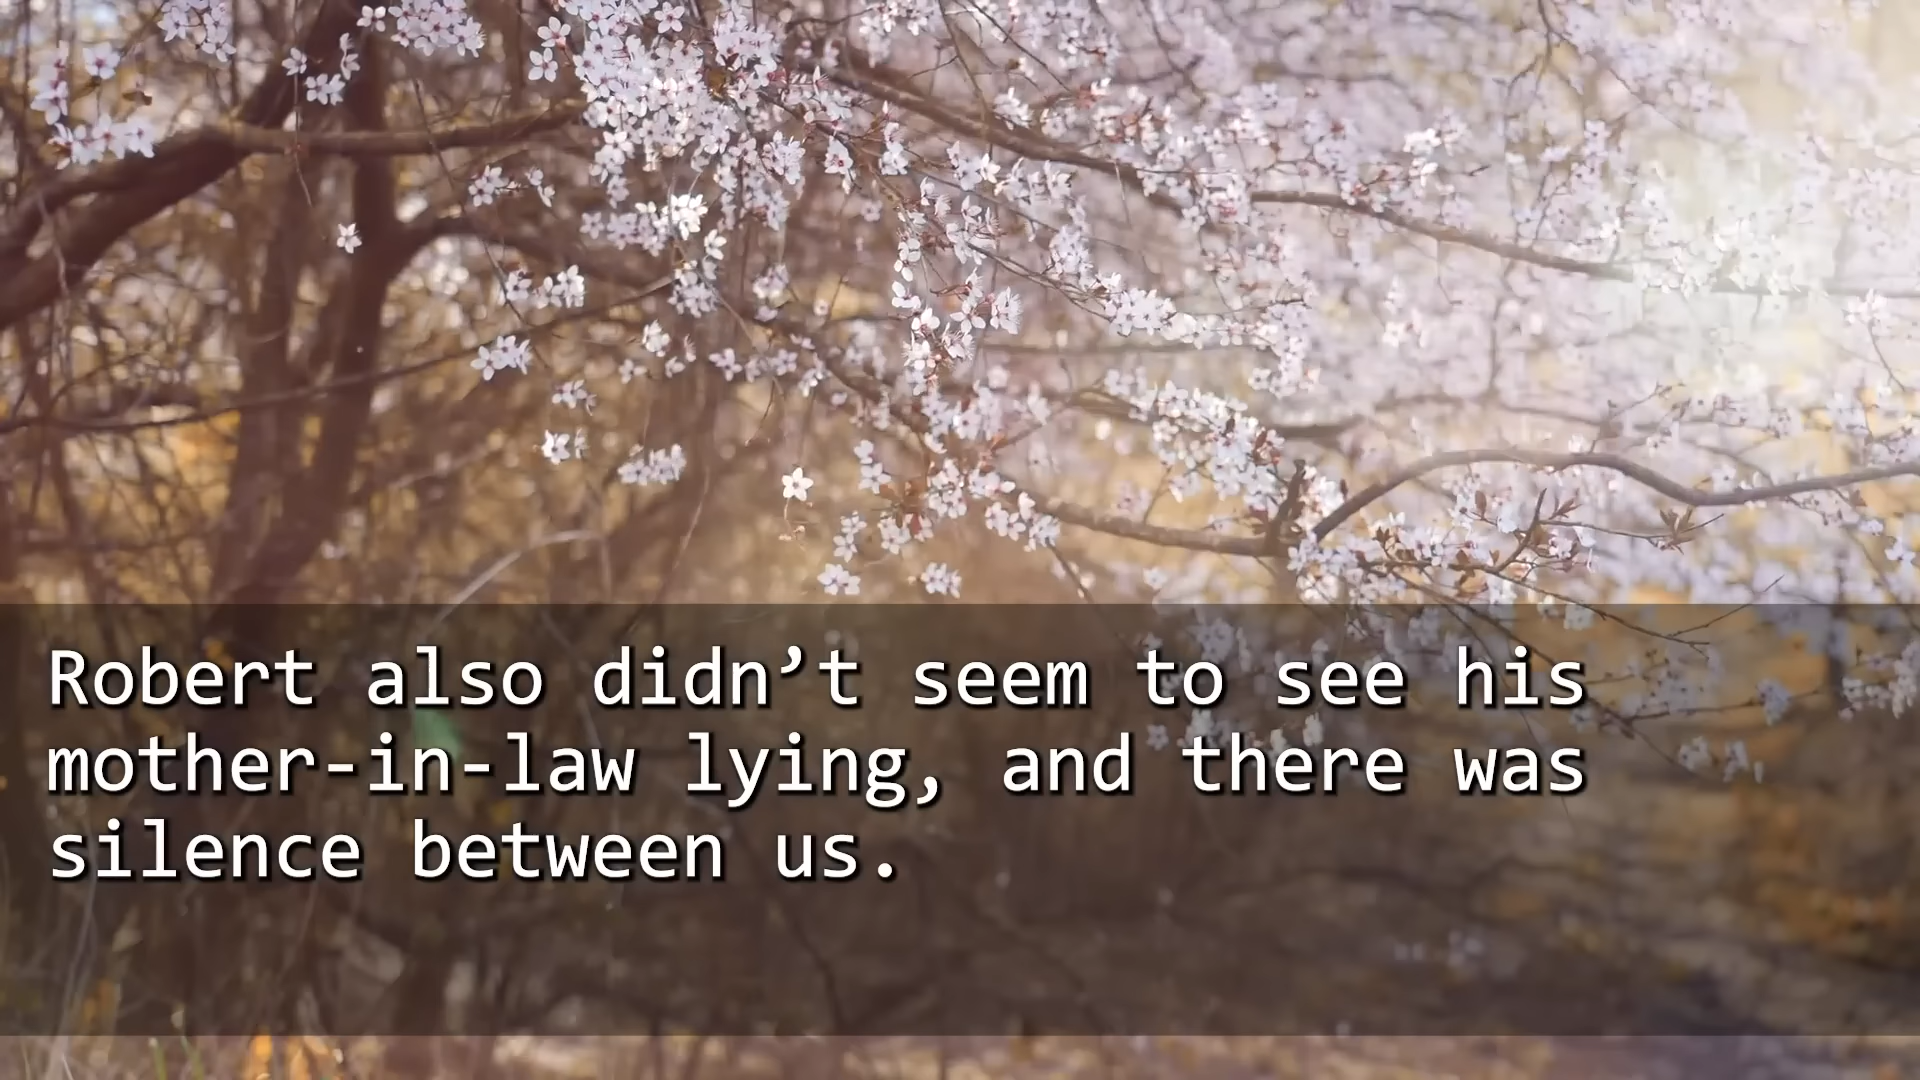 Robert also didn’t seem to see his
mother-in-law lying, and there was
silence between us.